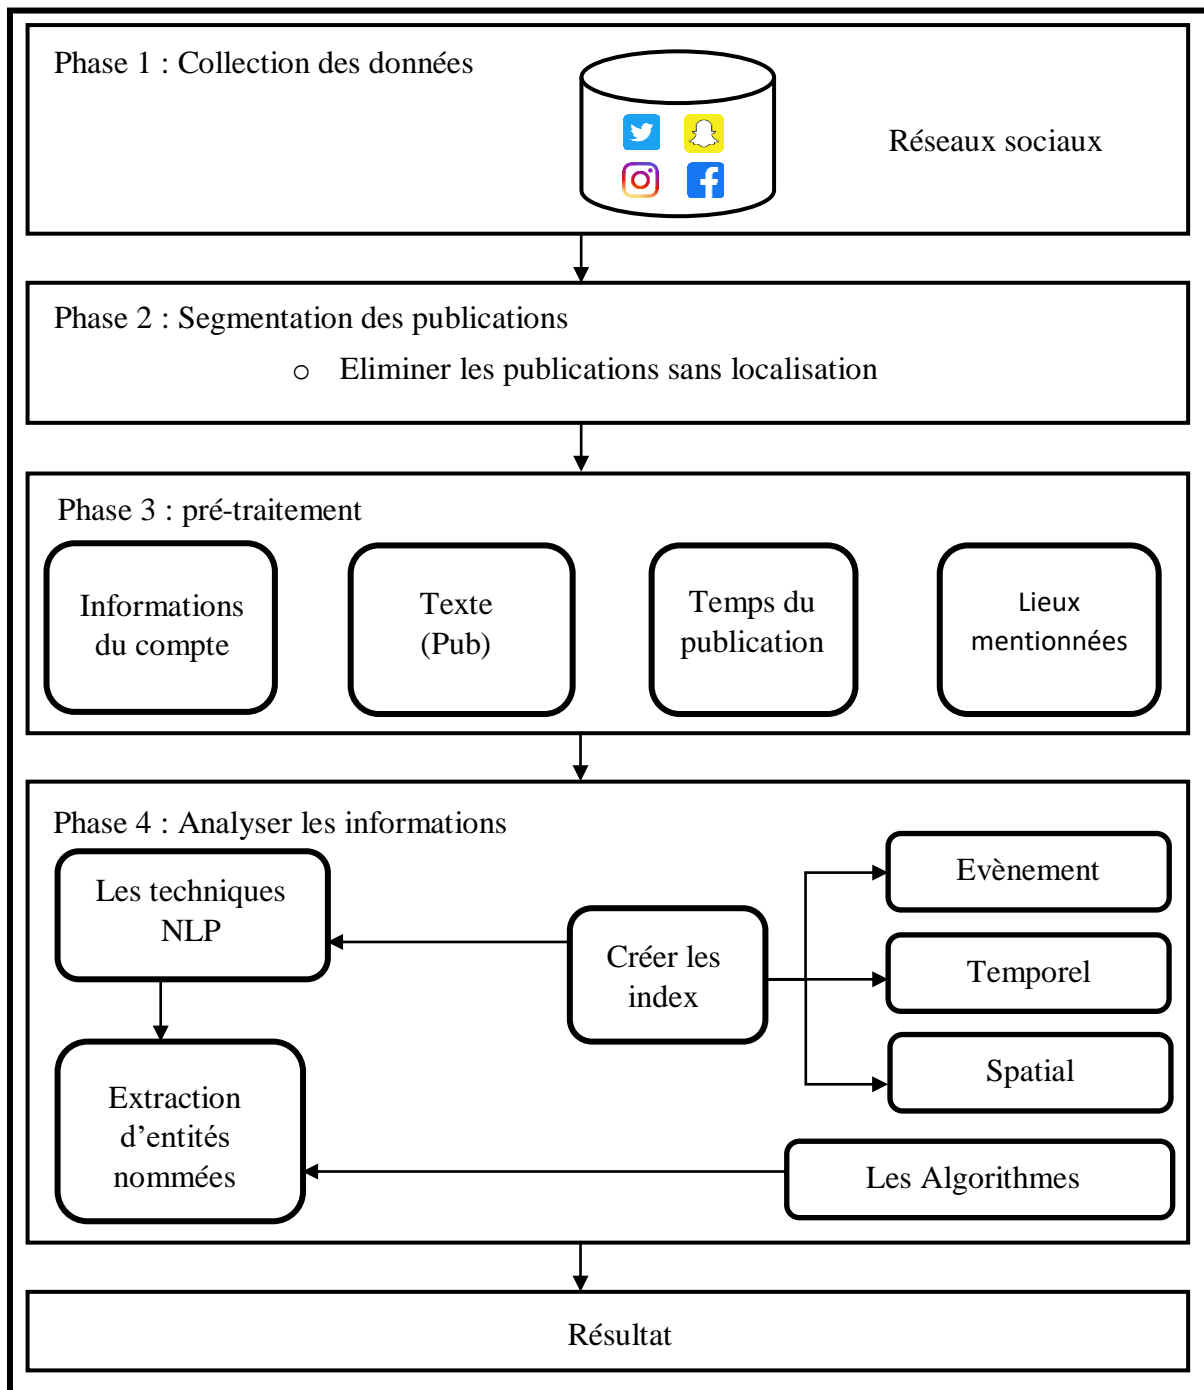 Phase 1 : Collection des données
Réseaux sociaux
Phase 2 : Segmentation des publications
o Eliminer les publications sans localisation
Phase 3 : pré-traitement
Informations
du compte
Texte
(Pub)
Temps du
publication
Lieux
mentionnées
Phase 4 : Analyser les informations
Les techniques
NLP
Créer les
index
Evènement
Temporel
Spatial
Extraction
d’entités
nommées
Les Algorithmes
Résultat